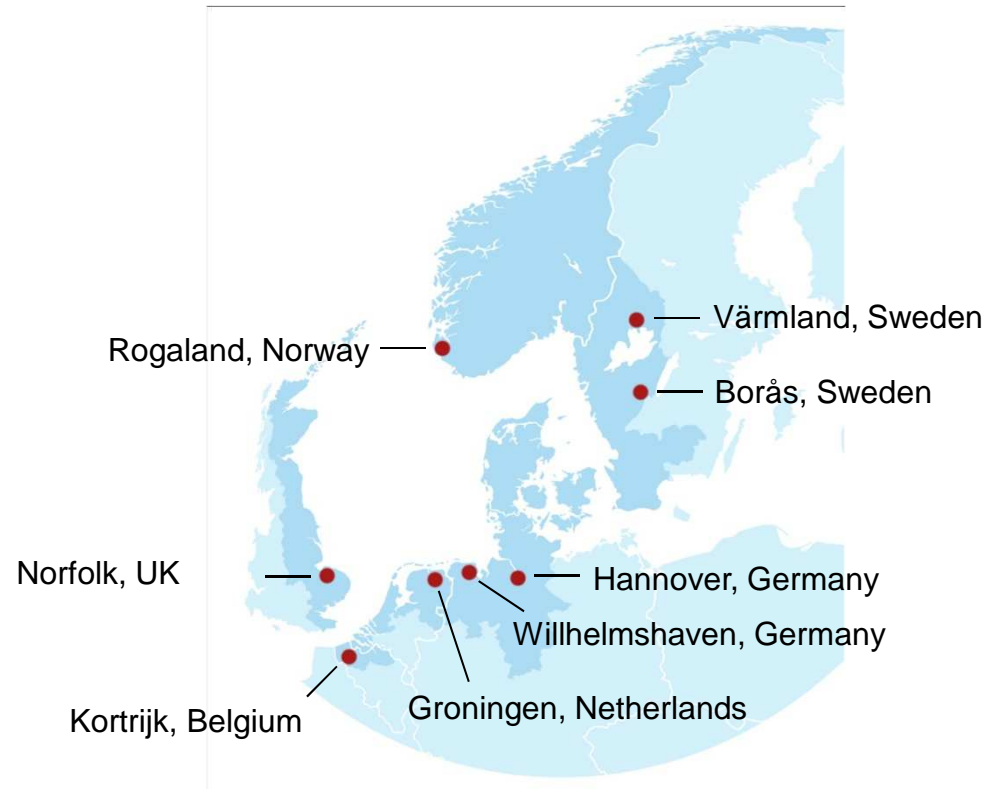 Värmland, Sweden
Rogaland, Norway
Borås, Sweden
Norfolk, UK
Hannover, Germany
Willhelmshaven, Germany
Groningen, Netherlands
Kortrijk, Belgium